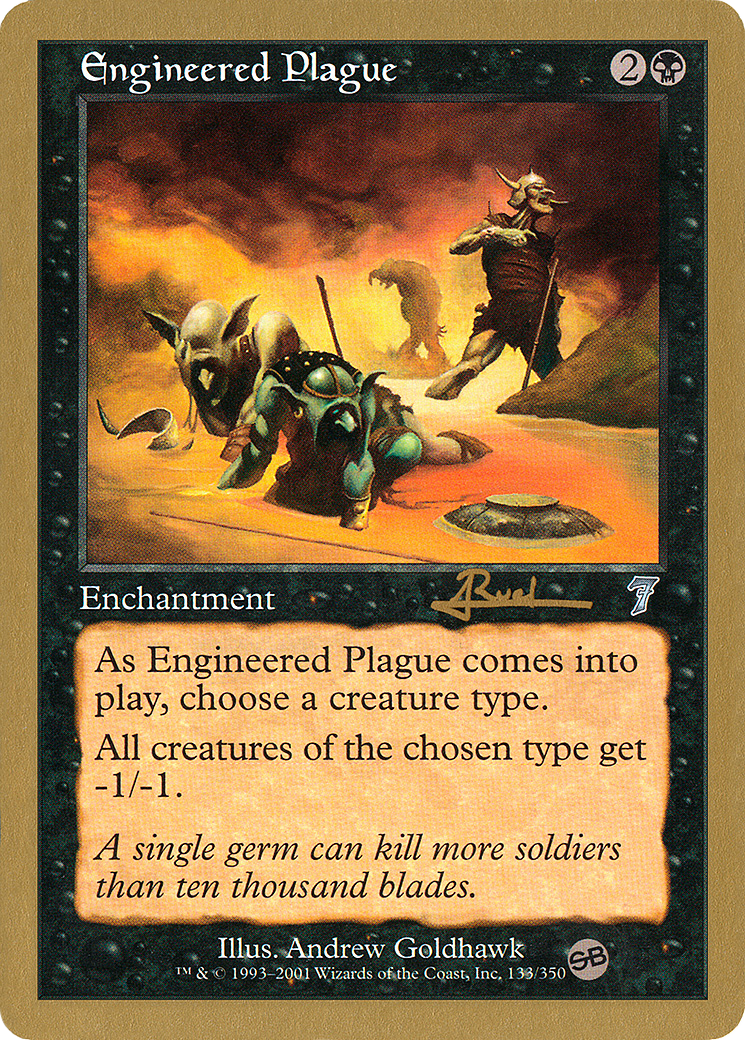 Engineered Plague 2
Enchantment JRuel 7
As Engineered Plague comes into
play, choose a creature type.
All creatures of the chosen type get
-1/-1.
A single germ can kill more soldiers
than ten thousand blades.
Illus. Andrew Goldhawk
™ & © 1993–2001 Wizards of the Coast, Inc. 133/350
SB